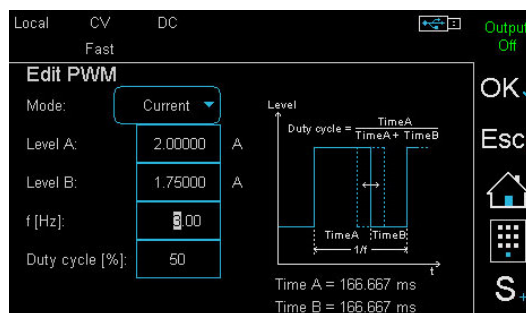 Local CV DC
Fast
Output
Off
Edit PWM
OK
Mode: Current
Level
Duty cycle = TimeA
TimeA + TimeB
Level A: 2.00000 A
Esc
Level B: 1.75000 A
f [Hz]: 3.00
TimeA TimeB
1/f
Duty cycle [%]: 50
t
Time A = 166.667 ms
Time B = 166.667 ms
S+